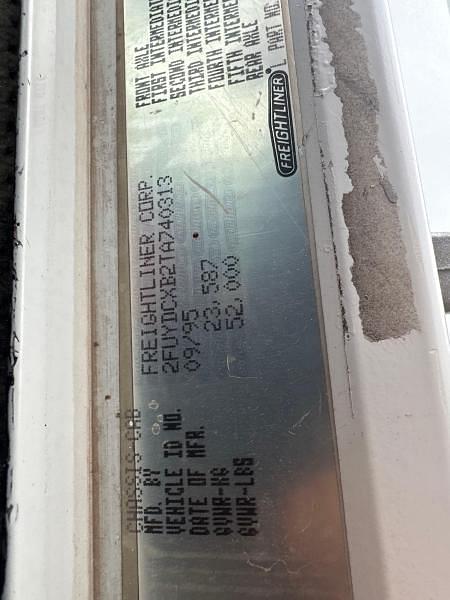 CHASSIS CAB
MFD. BY FREIGHTLINER CORP.
VEHICLE ID NO. 2FUYDCXB2TA740313
DATE OF MFR. 09/95
GVWR-KG 23,587
GVWR-LBS 52,000
FRONT AXLE
FIRST INTERMEDIAT
SECOND INTERMEDI
THIRD INTERMEDI
FOURTH INTERME
FIFTH INTERME
REAR AXLE
L PART NO.
FREIGHTLINER